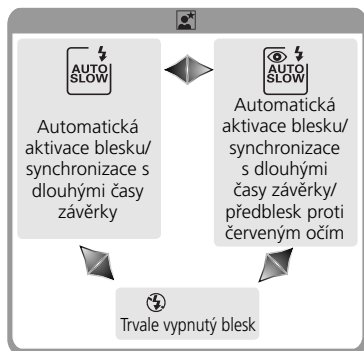 AUTO
SLOW
Automatická
aktivace blesku/
synchronizace s
dlouhými časy
závěrky
AUTO
SLOW
Automatická
aktivace blesku/
synchronizace
s dlouhými
časy závěrky/
předblesk proti
červeným očím
Trvale vypnutý blesk